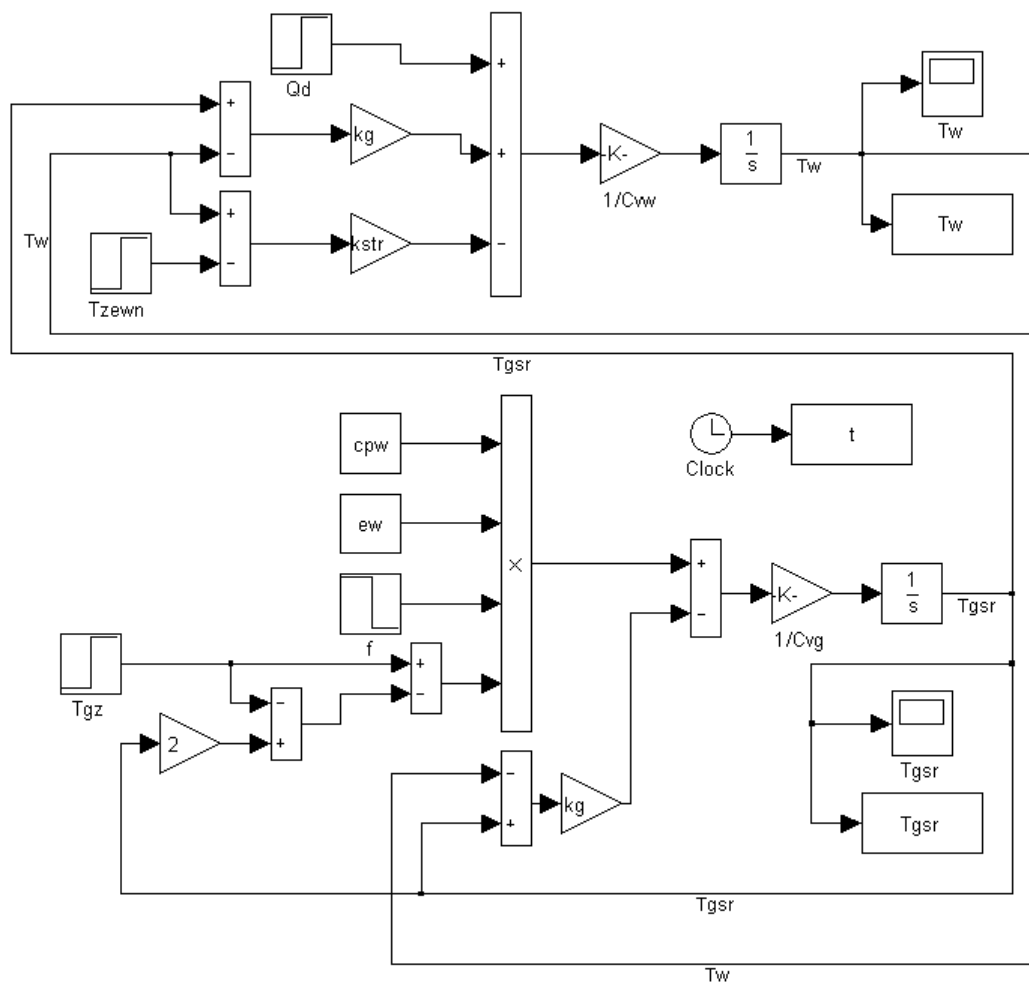 Qd
+
+
Tw
kg
-K-
1
s
Tw
−
+
1/Cvw
Tw
+
Tw
kstr
−
−
Tzewn
Tgsr
cpw
t
Clock
ew
×
+
-K-
1
s
Tgsr
−
1/Cvg
f
+
−
Tgz
−
2
+
Tgsr
−
kg
+
Tgsr
Tgsr
Tw